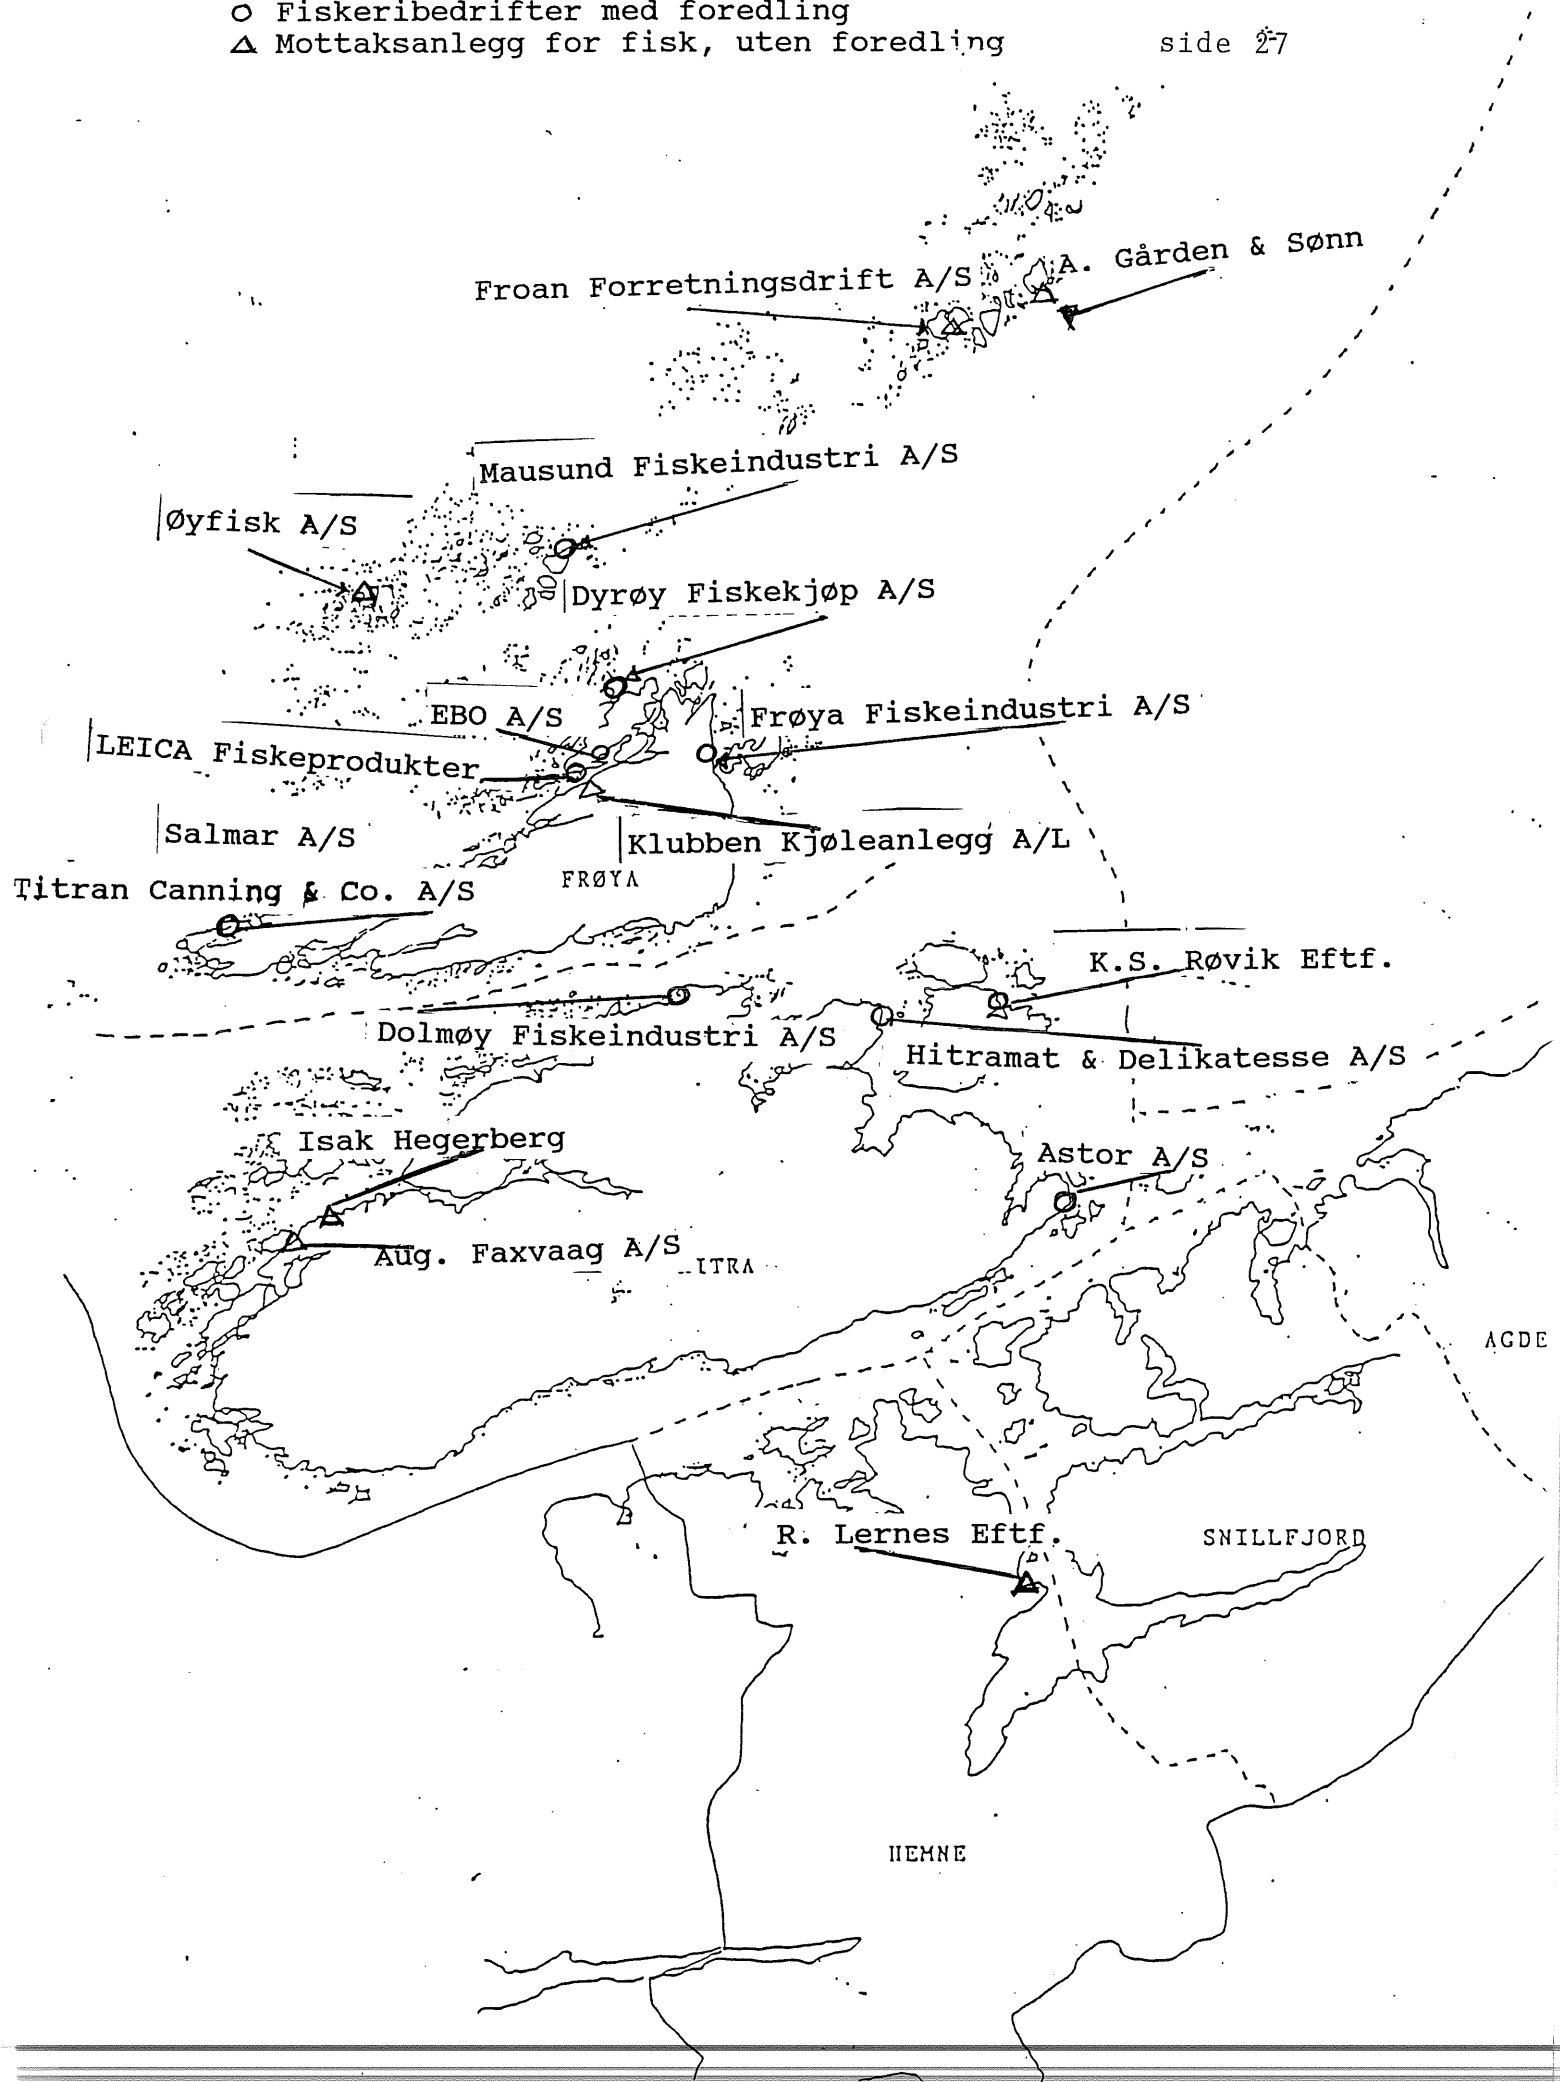 o Fiskeribedrifter med foredling
Δ Mottaksanlegg for fisk, uten foredling
side 27
A. Gården & Sønn
Froan Forretningsdrift A/S
Mausund Fiskeindustri A/S
Øyfisk A/S
Dyrøy Fiskekjøp A/S
EBO A/S
Frøya Fiskeindustri A/S
LEICA Fiskeprodukter
Salmar A/S
Klubben Kjøleanlegg A/L
FRØYA
Titran Canning & Co. A/S
K.S. Røvik Eftf.
Dolmøy Fiskeindustri A/S
Hitramat & Delikatesse A/S
Isak Hegerberg
Astor A/S
Aug. Faxvaag A/S
ITRA
AGDE
R. Lernes Eftf.
SNILLFJORD
HEMNE